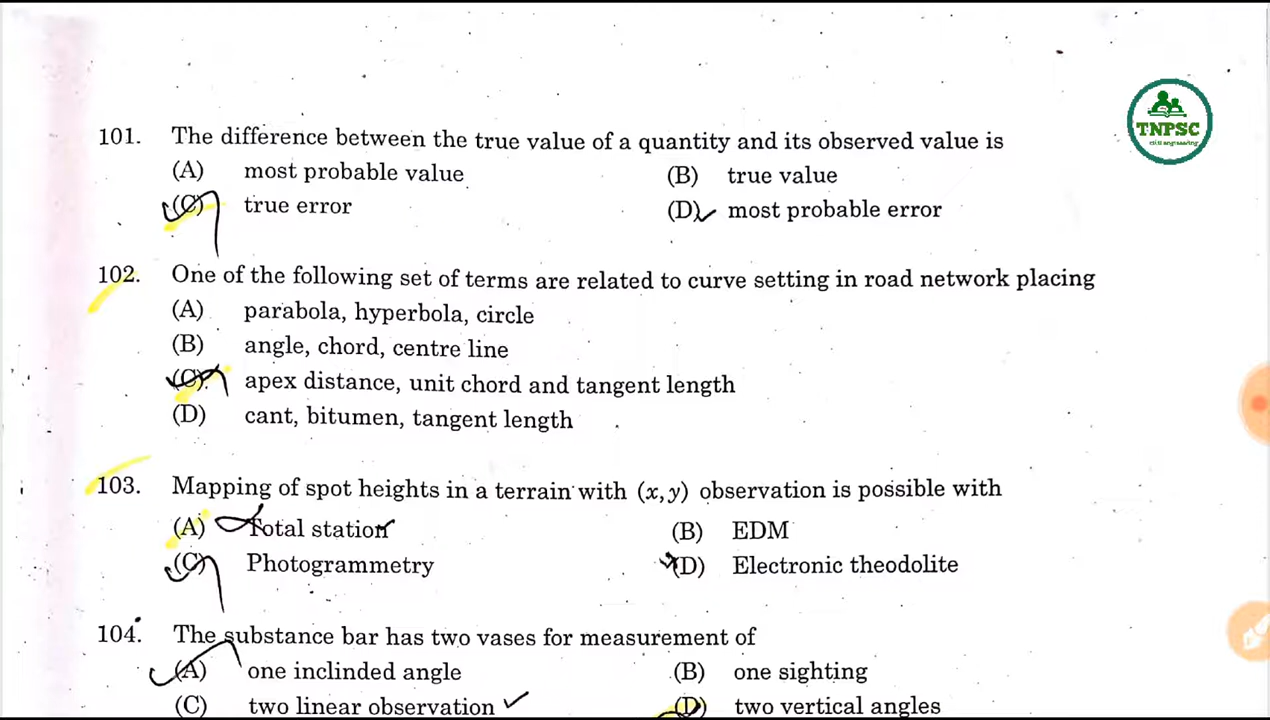 TNPSC
civil engineering
101. The difference between the true value of a quantity and its observed value is
(A) most probable value (B) true value
(C) true error (D) most probable error
102. One of the following set of terms are related to curve setting in road network placing
(A) parabola, hyperbola, circle
(B) angle, chord, centre line
(C) apex distance, unit chord and tangent length
(D) cant, bitumen, tangent length
103. Mapping of spot heights in a terrain with (x, y) observation is possible with
(A) Total station (B) EDM
(C) Photogrammetry (D) Electronic theodolite
104. The substance bar has two vases for measurement of
(A) one inclinded angle (B) one sighting
(C) two linear observation (D) two vertical angles